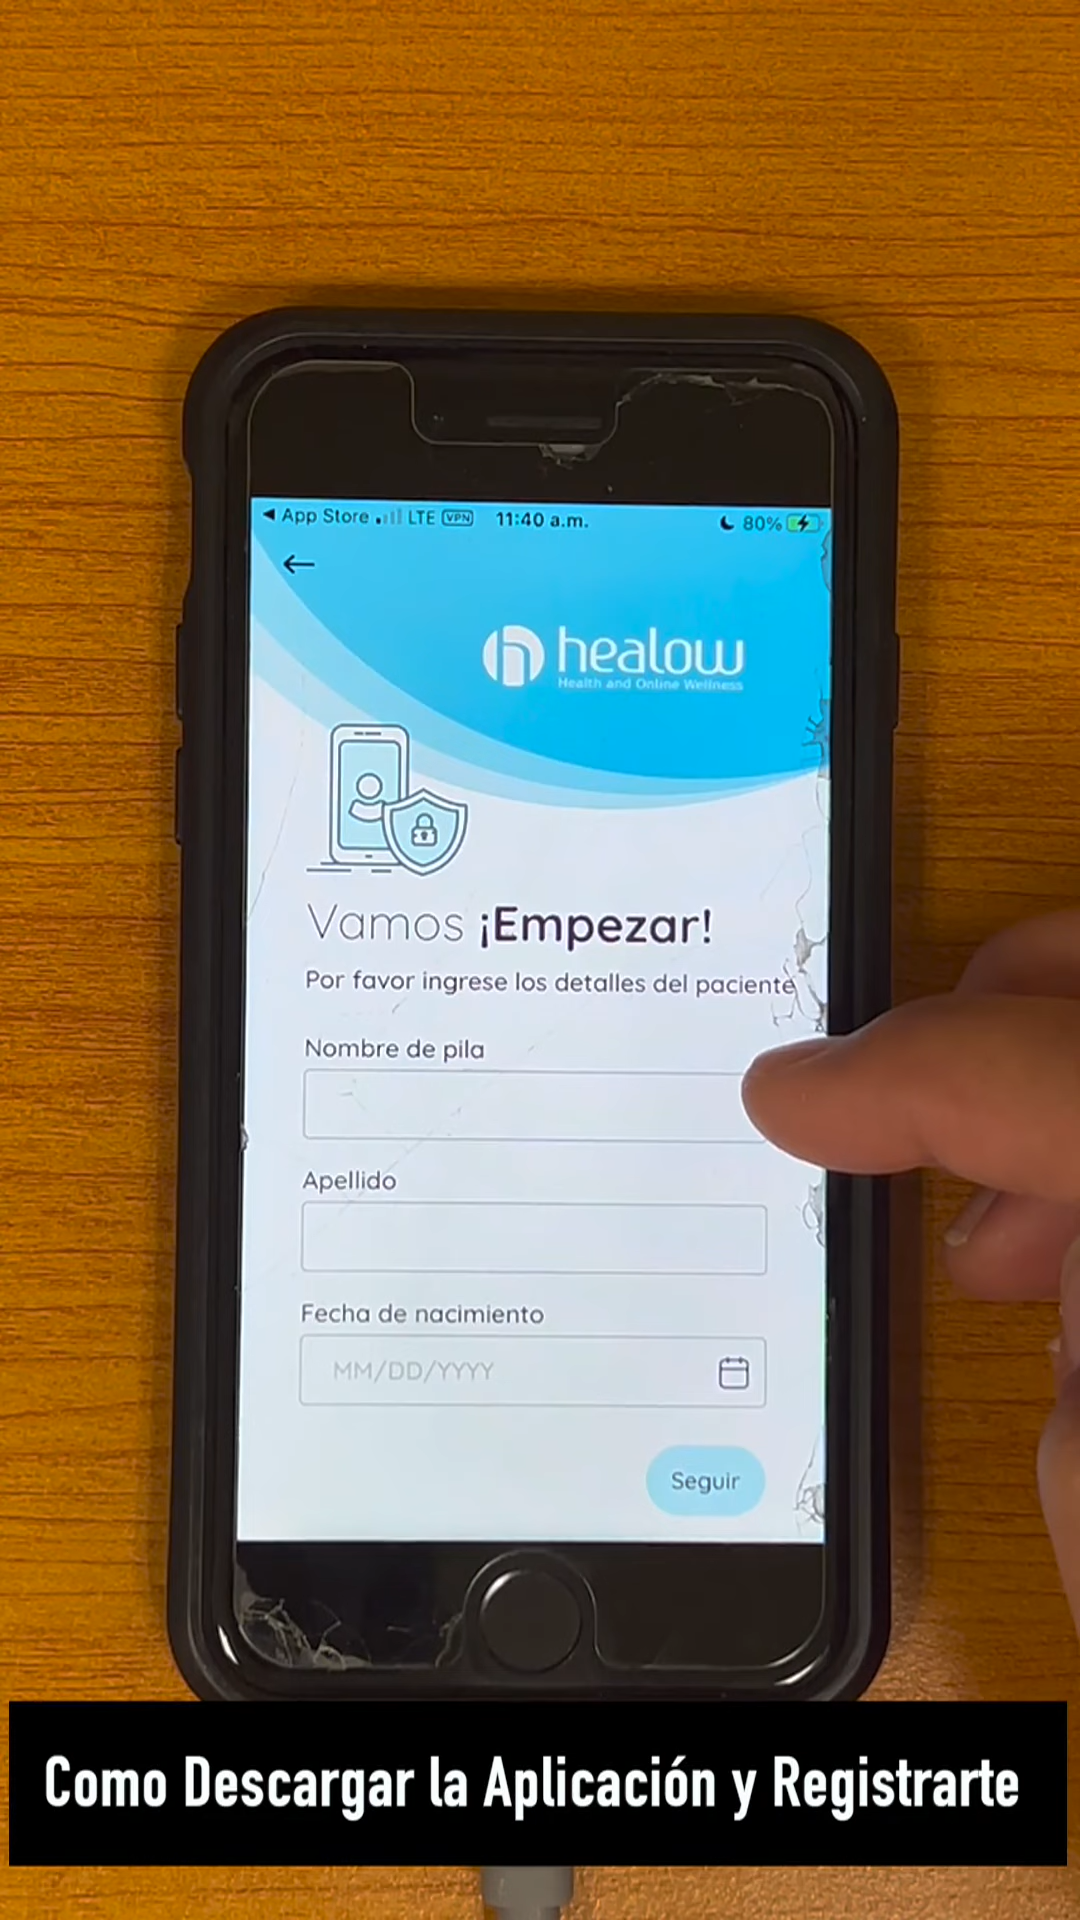 ◀ App Store LTE VPN 11:40 a.m. 80%
healow
Health and Online Wellness
Vamos ¡Empezar!
Por favor ingrese los detalles del paciente
Nombre de pila
Apellido
Fecha de nacimiento
MM/DD/YYYY
Seguir
Como Descargar la Aplicación y Registrarte